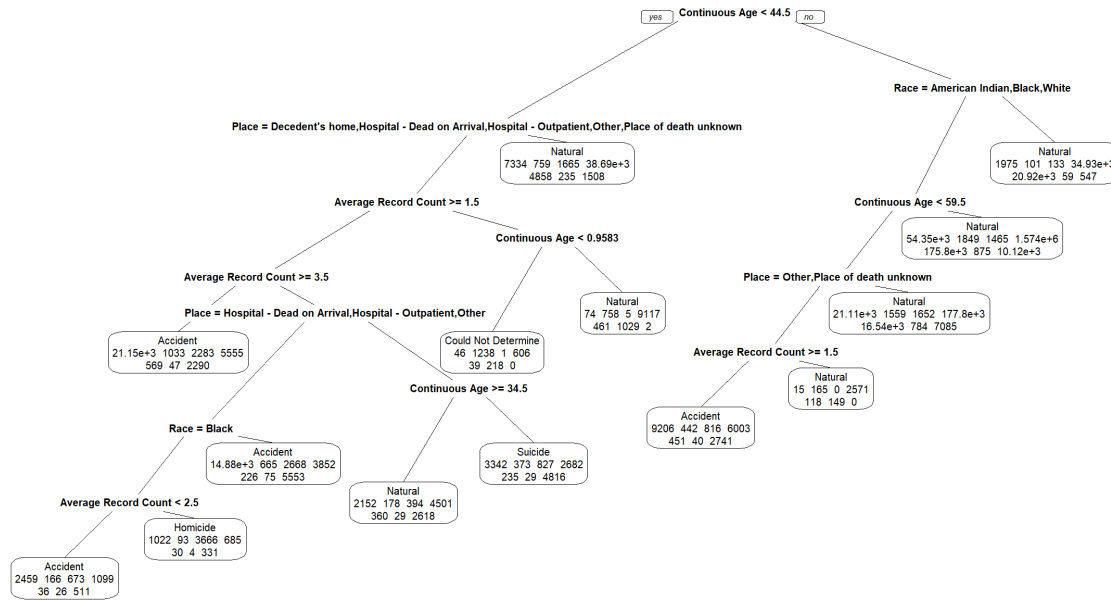 yes Continuous Age < 44.5 no
Race = American Indian,Black,White
Place = Decedent's home,Hospital - Dead on Arrival,Hospital - Outpatient,Other,Place of death unknown
Natural
7334 759 1665 38.69e+3
4858 235 1508
Natural
1975 101 133 34.93e+3
20.92e+3 59 547
Average Record Count >= 1.5
Continuous Age < 59.5
Continuous Age < 0.9583
Natural
54.35e+3 1849 1465 1.574e+6
175.8e+3 875 10.12e+3
Average Record Count >= 3.5
Place = Other,Place of death unknown
Natural
74 758 5 9117
461 1029 2
Natural
21.11e+3 1559 1652 177.8e+3
16.54e+3 784 7085
Place = Hospital - Dead on Arrival,Hospital - Outpatient,Other
Accident
21.15e+3 1033 2283 5555
569 47 2290
Could Not Determine
46 1238 1 606
39 218 0
Average Record Count >= 1.5
Natural
15 165 0 2571
118 149 0
Continuous Age >= 34.5
Accident
9206 442 816 6003
451 40 2741
Race = Black
Accident
14.88e+3 665 2668 3852
226 75 5553
Suicide
3342 373 827 2682
235 29 4816
Natural
2152 178 394 4501
360 29 2618
Average Record Count < 2.5
Homicide
1022 93 3666 685
30 4 331
Accident
2459 166 673 1099
36 26 511